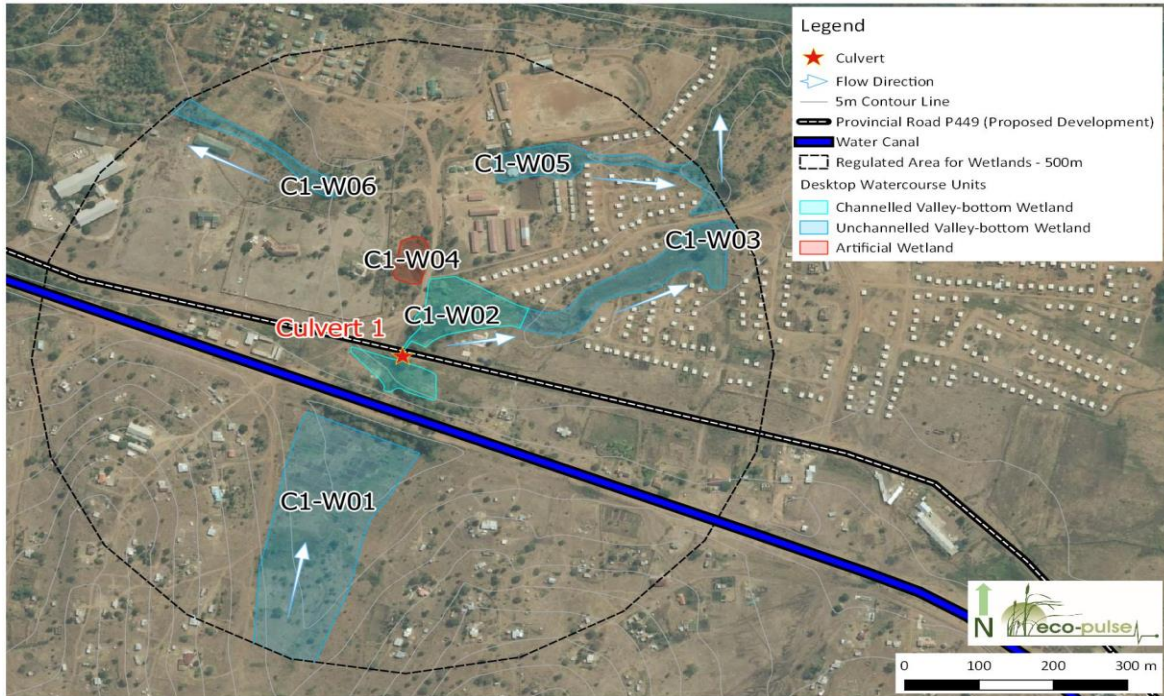 Legend
Culvert
Flow Direction
5m Contour Line
Provincial Road P449 (Proposed Development)
Water Canal
Regulated Area for Wetlands - 500m
Desktop Watercourse Units
Channelled Valley-bottom Wetland
Unchannelled Valley-bottom Wetland
Artificial Wetland
C1-W05
C1-W06
C1-W03
C1-W04
C1-W02
Culvert 1
C1-W01
N
eco-pulse
0 100 200 300 m